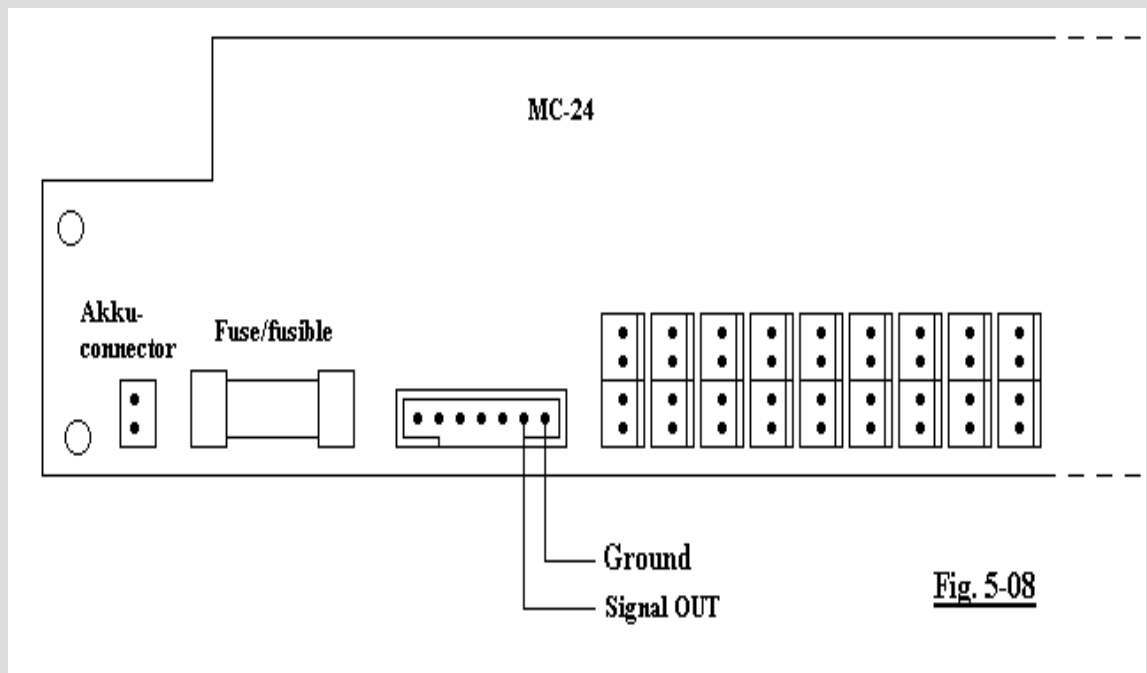 MC-24
Akku-
connector
Fuse/fusible
Ground
Signal OUT
Fig. 5-08